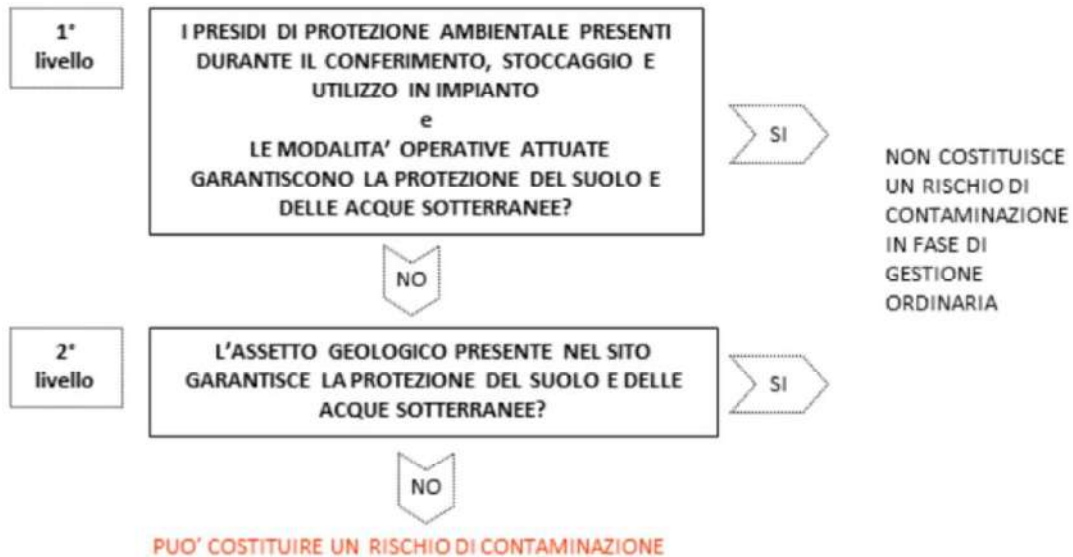 1°
livello
I PRESIDI DI PROTEZIONE AMBIENTALE PRESENTI
DURANTE IL CONFERIMENTO, STOCCAGGIO E
UTILIZZO IN IMPIANTO
e
LE MODALITA' OPERATIVE ATTUATE
GARANTISCONO LA PROTEZIONE DEL SUOLO E
DELLE ACQUE SOTTERRANEE?
SI
NON COSTITUISCE
UN RISCHIO DI
CONTAMINAZIONE
IN FASE DI
GESTIONE
ORDINARIA
NO
2°
livello
L'ASSETTO GEOLOGICO PRESENTE NEL SITO
GARANTISCE LA PROTEZIONE DEL SUOLO E DELLE
ACQUE SOTTERRANEE?
SI
NO
PUO' COSTITUIRE UN RISCHIO DI CONTAMINAZIONE